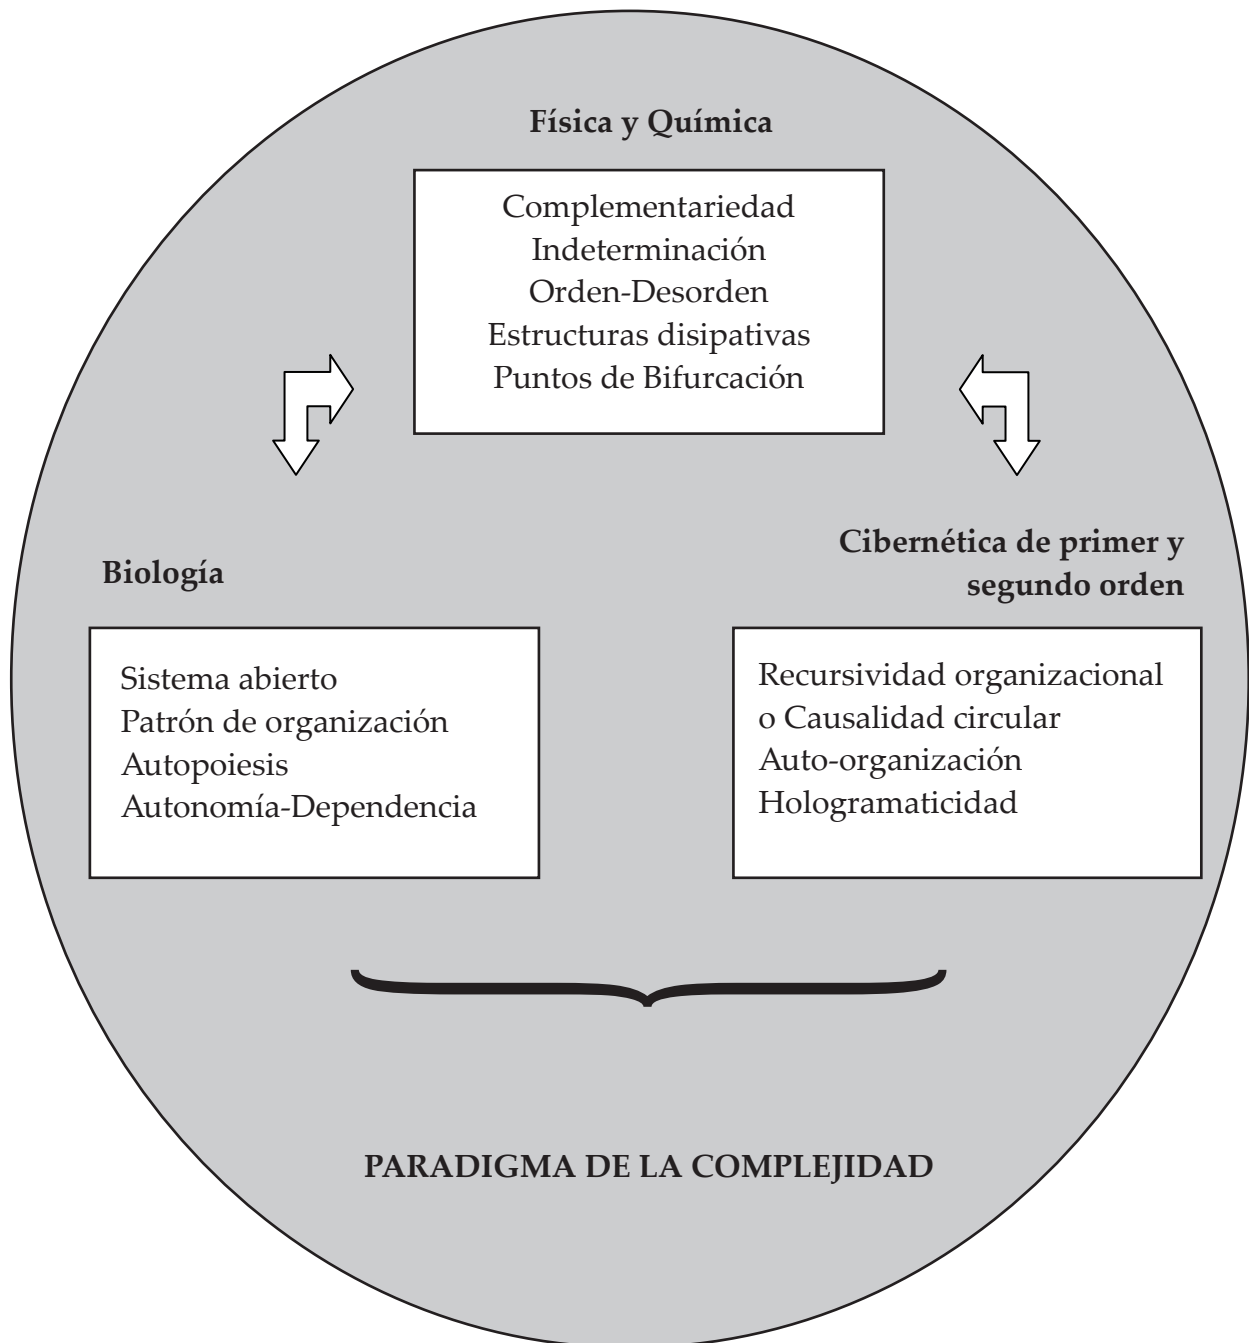 Física y Química
Complementariedad
Indeterminación
Orden-Desorden
Estructuras disipativas
Puntos de Bifurcación
Biología
Sistema abierto
Patrón de organización
Autopoiesis
Autonomía-Dependencia
Cibernética de primer y
segundo orden
Recursividad organizacional
o Causalidad circular
Auto-organización
Hologramaticidad
PARADIGMA DE LA COMPLEJIDAD